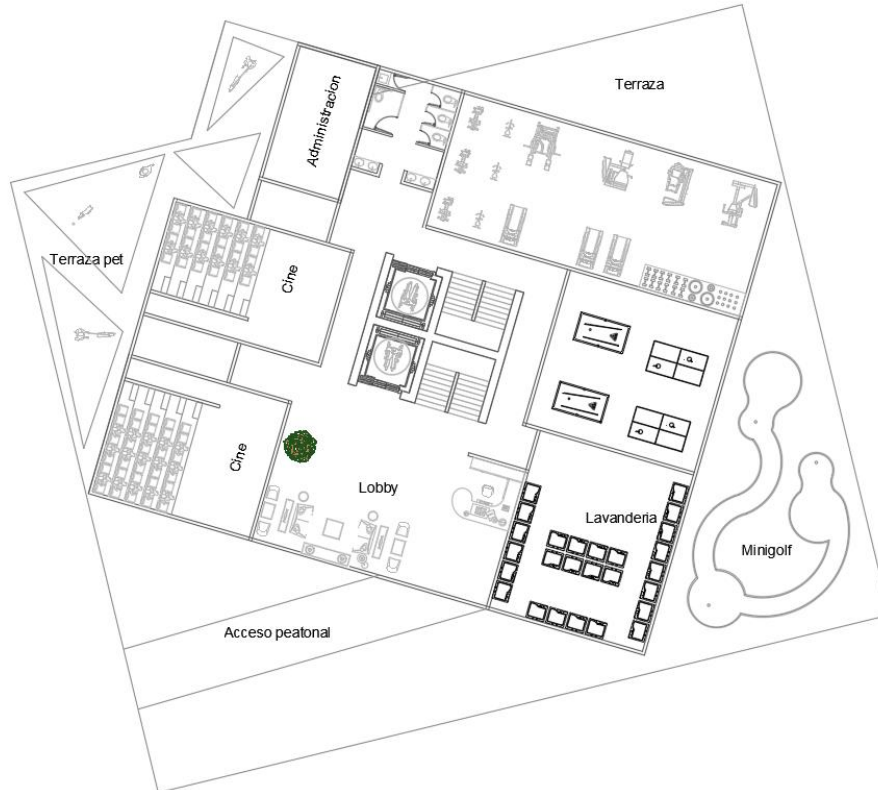 Terraza
Administracion
Terraza pet
Cine
Cine
Lobby
Lavanderia
Minigolf
Acceso peatonal